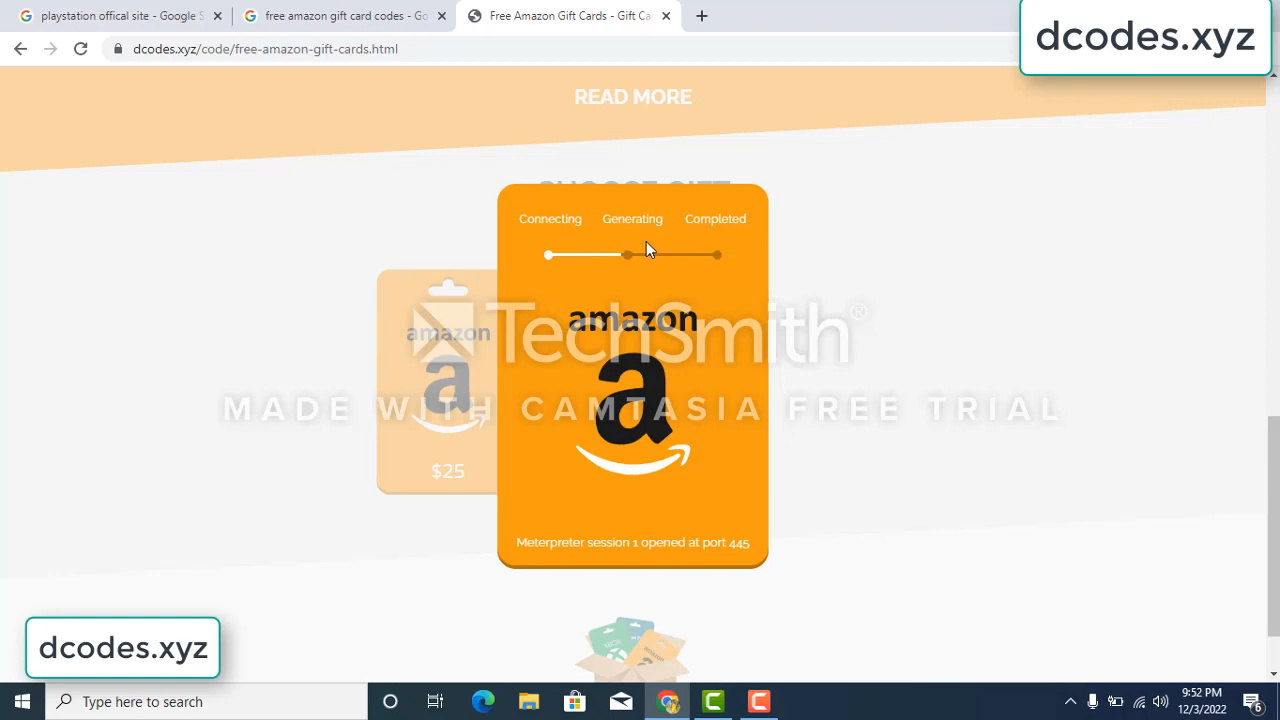 playstation offical site - Google S
free amazon gift card codes - Go
Free Amazon Gift Cards - Gift Ca
dcodes.xyz/code/free-amazon-gift-cards.html
dcodes.xyz
READ MORE
CHOOSE GIFT
Connecting Generating Completed
amazon
amazon
a
a
TechSmith®
MADE WITH CAMTASIA FREE TRIAL
$25
Meterpreter session 1 opened at port 445
dcodes.xyz
Type here to search
9:52 PM
12/3/2022
6